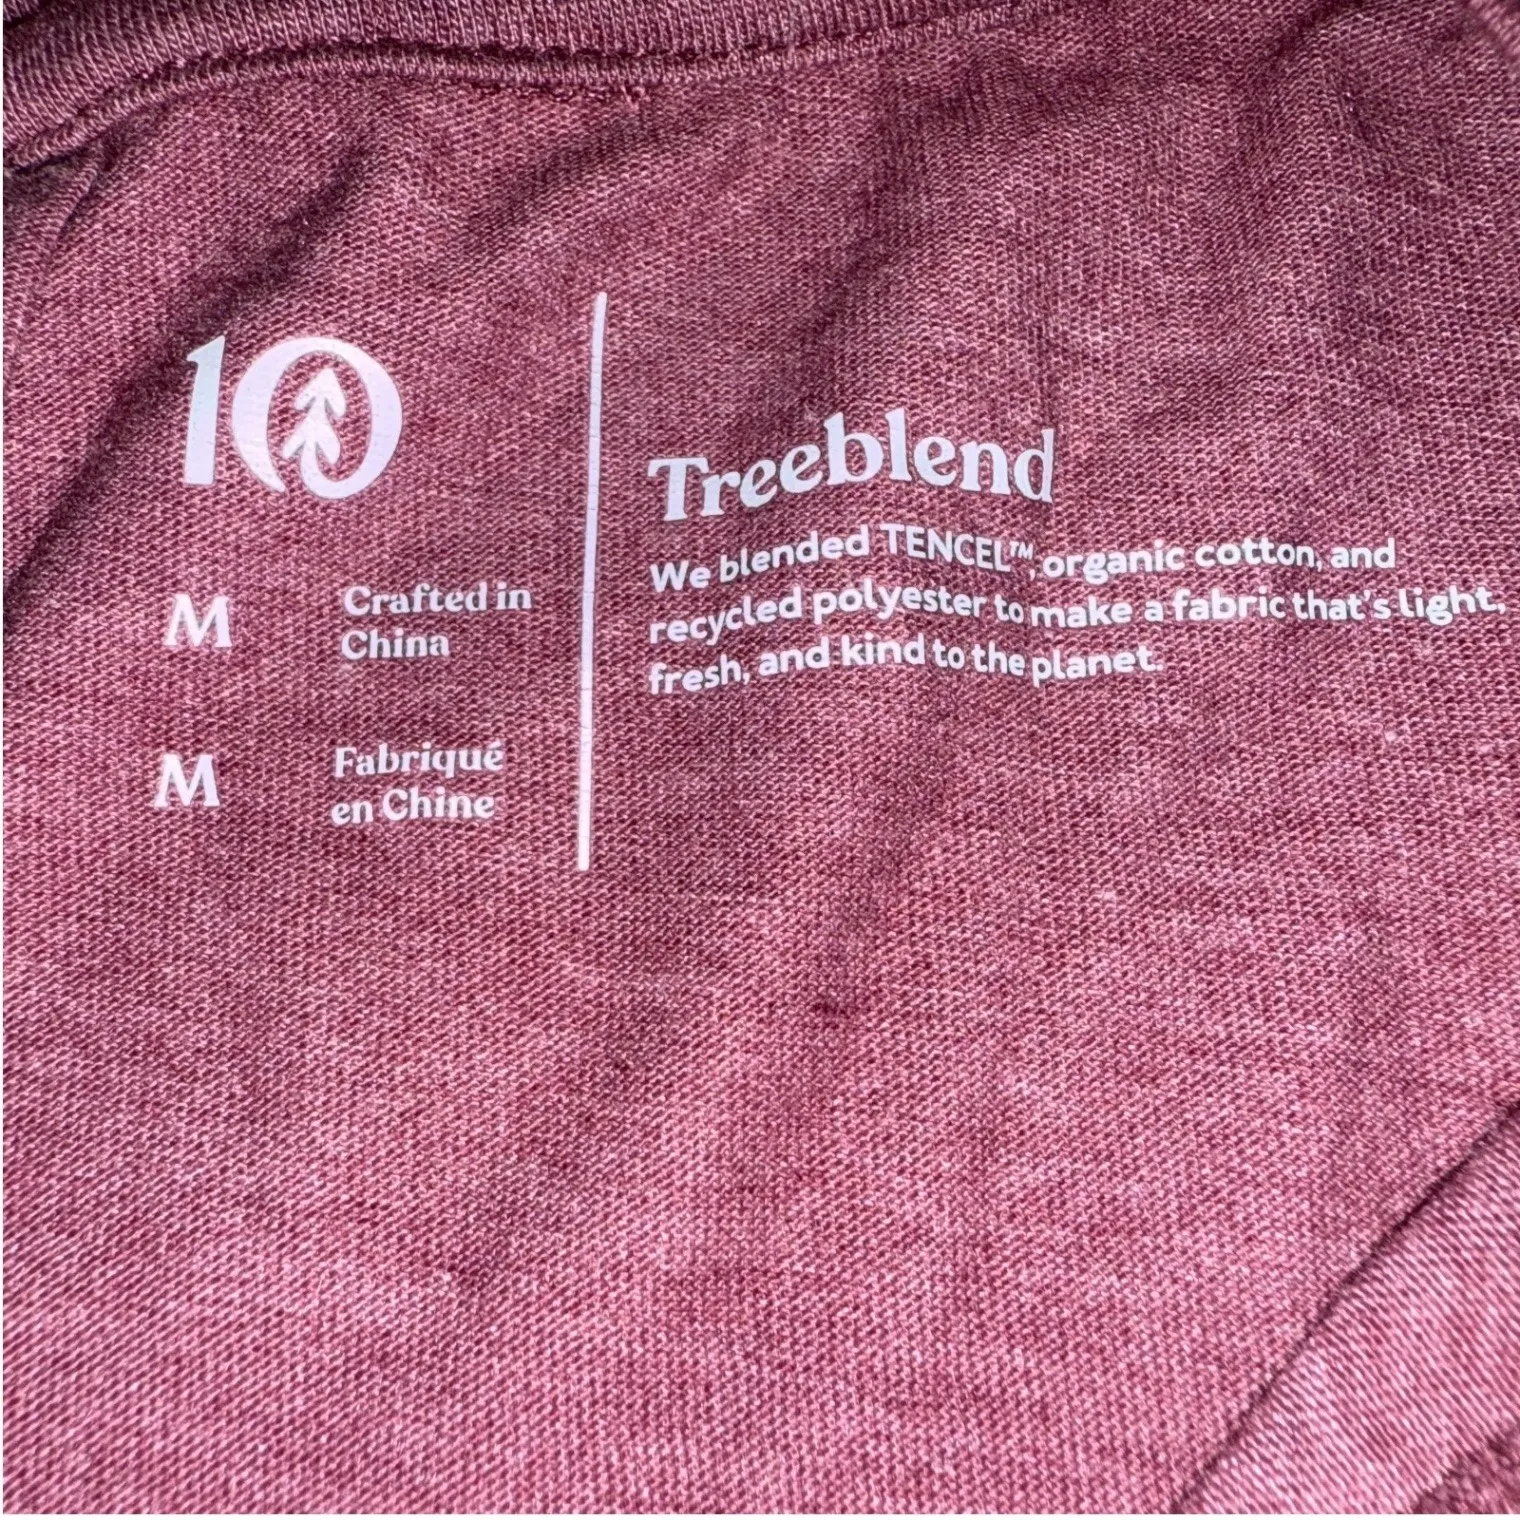 10
M Crafted in
China
M Fabriqué
en Chine
Treeblend
We blended TENCEL™, organic cotton, and
recycled polyester to make a fabric that's light,
fresh, and kind to the planet.